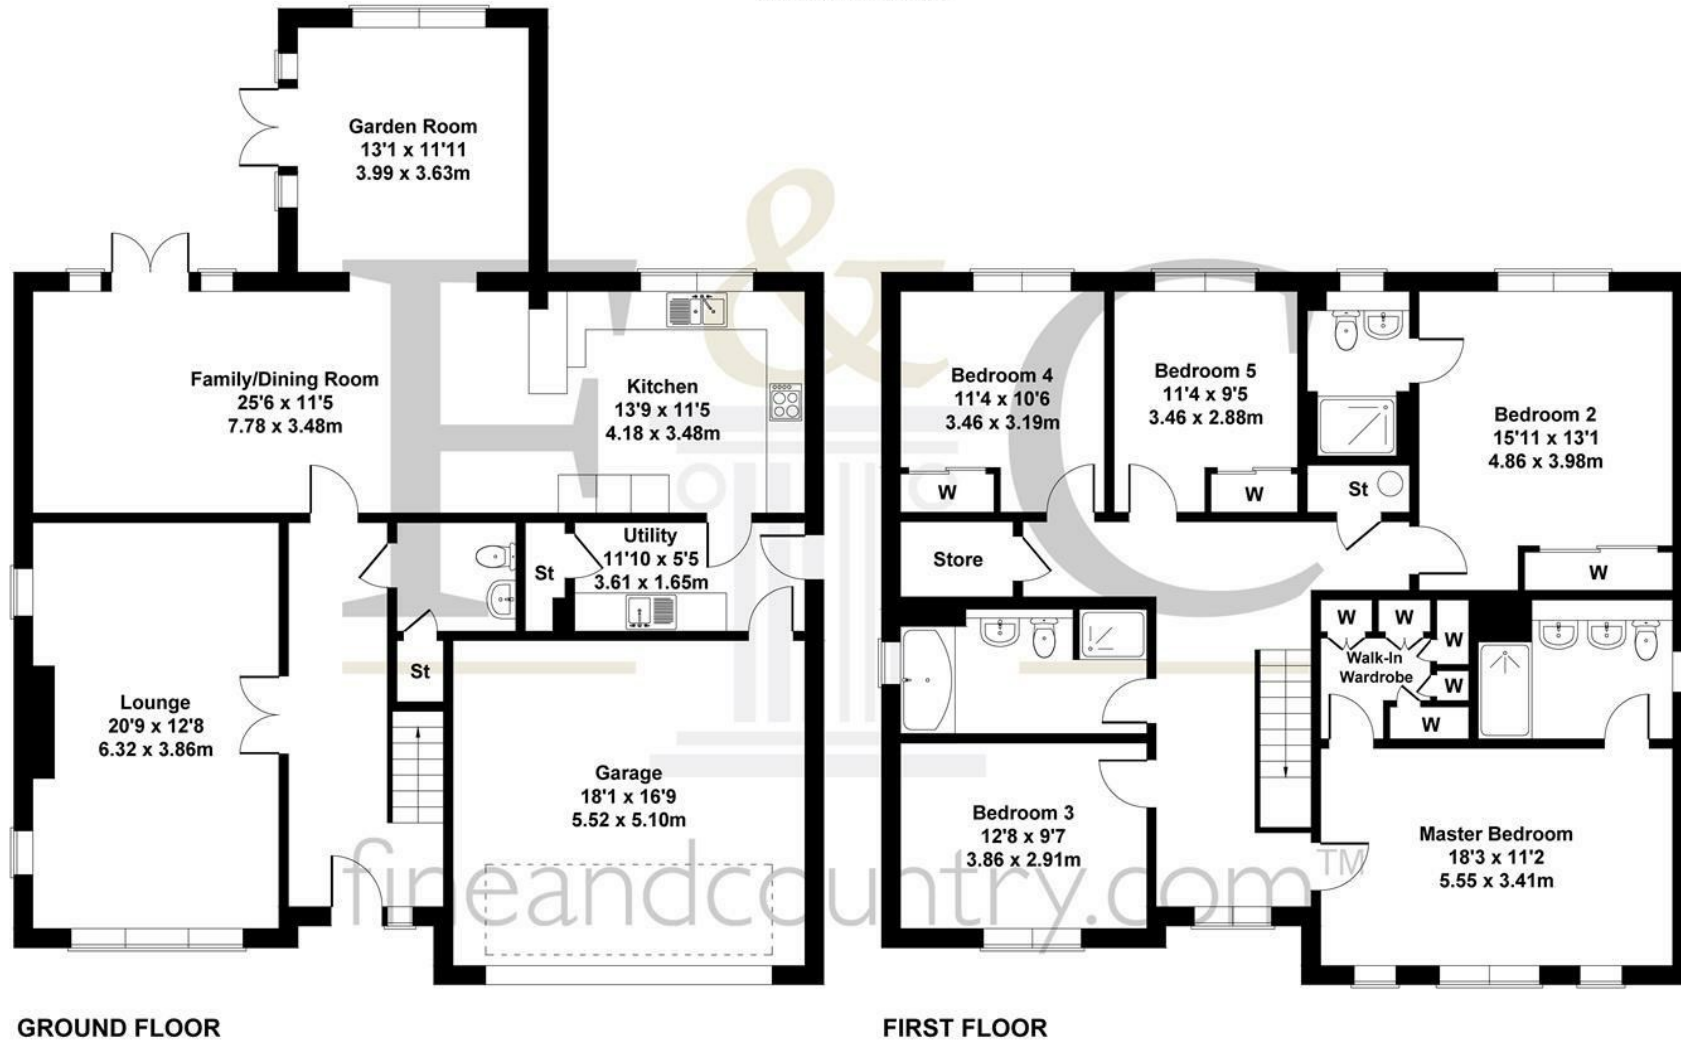 Garden Room
13'1 x 11'11
3.99 x 3.63m
Family/Dining Room
25'6 x 11'5
7.78 x 3.48m
Kitchen
13'9 x 11'5
4.18 x 3.48m
Utility
11'10 x 5'5
3.61 x 1.65m
St
St
Lounge
20'9 x 12'8
6.32 x 3.86m
Garage
18'1 x 16'9
5.52 x 5.10m
GROUND FLOOR
Bedroom 4
11'4 x 10'6
3.46 x 3.19m
W
Bedroom 5
11'4 x 9'5
3.46 x 2.88m
W
St
Bedroom 2
15'11 x 13'1
4.86 x 3.98m
W
Store
W
W
W
Walk-In
Wardrobe
W
W
Bedroom 3
12'8 x 9'7
3.86 x 2.91m
Master Bedroom
18'3 x 11'2
5.55 x 3.41m
FIRST FLOOR
F&C
fineandcountry.com™